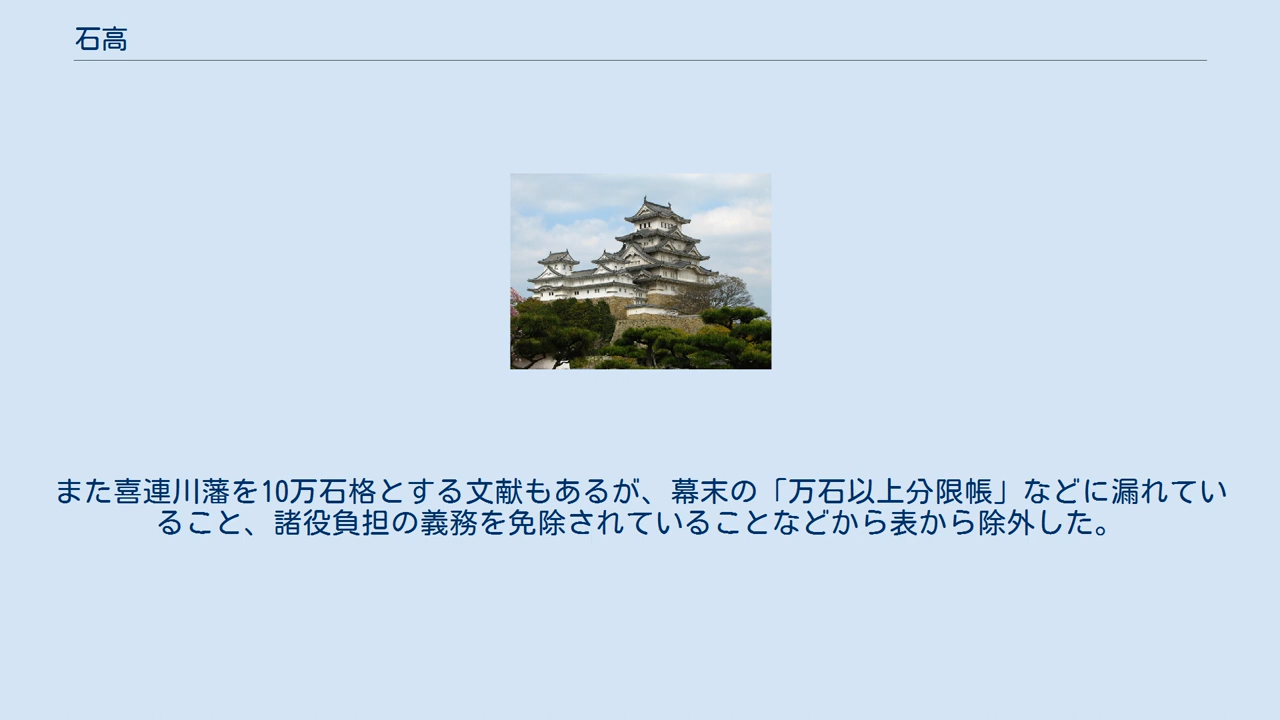 石高
また喜連川藩を10万石格とする文献もあるが、幕末の「万石以上分限帳」などに漏れてい
ること、諸役負担の義務を免除されていることなどから表から除外した。